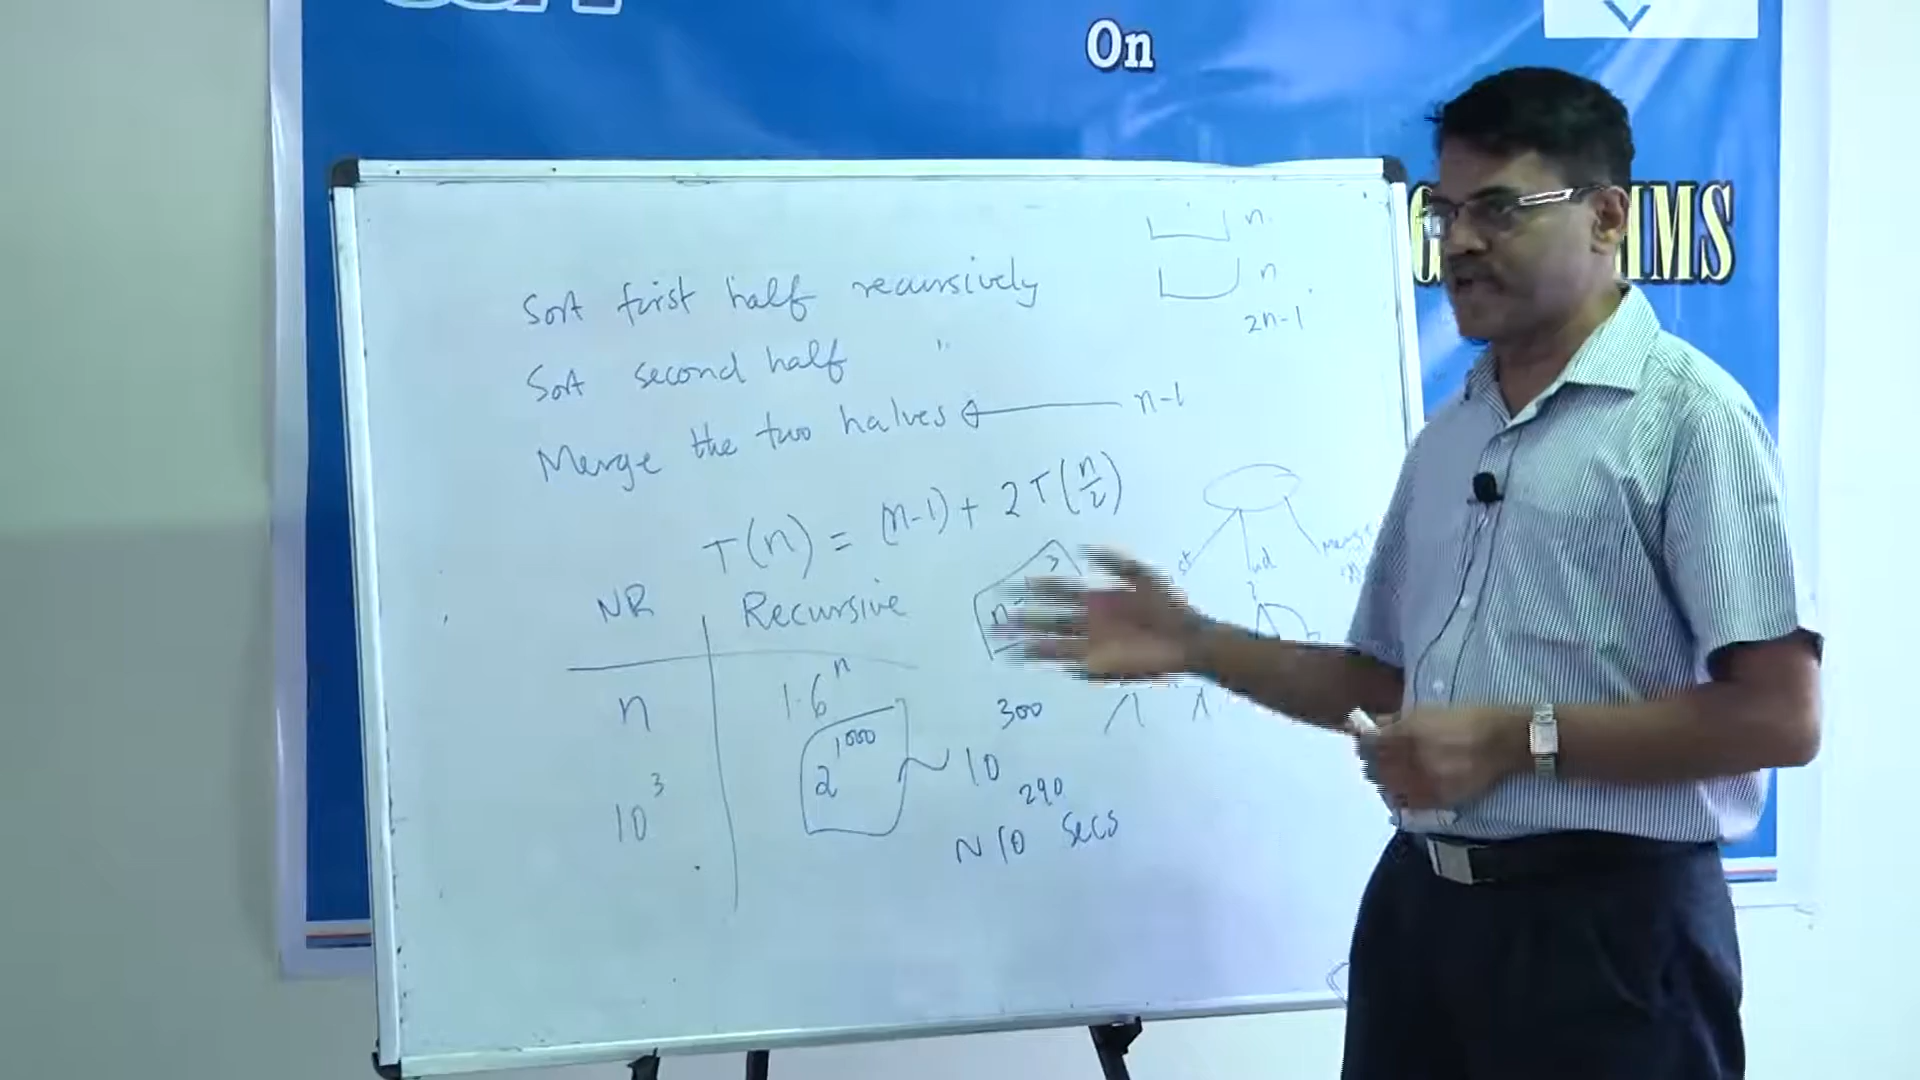 On
n
n
2n-1
Sort first half recursively
Sort second half "
Merge the two halves n-1
T(n) = (n-1) + 2T(n/2)
NR Recursive
n 1.6^n
10^3 2^1000 ~ 10^300
~ 10^290 secs